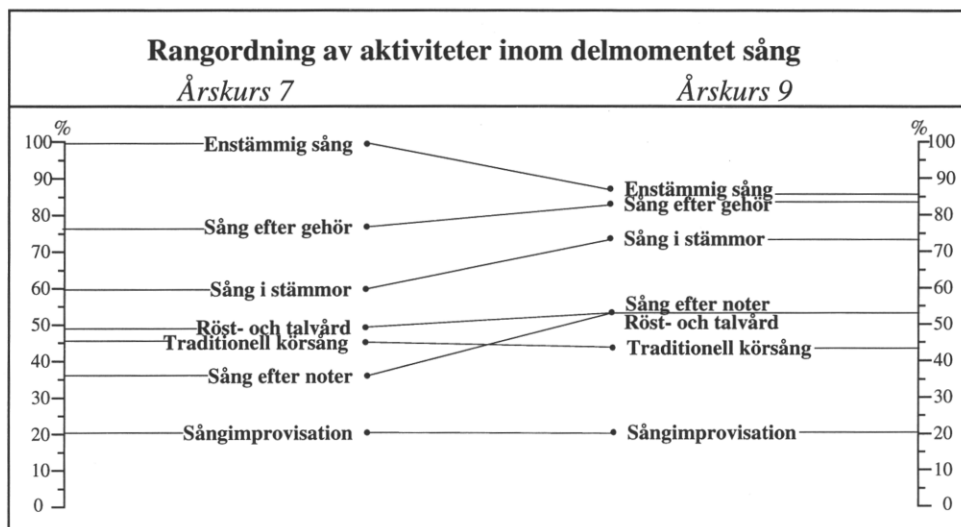 Rangordning av aktiviteter inom delmomentet sång
Årskurs 7 Årskurs 9
% %
100 Enstämmig sång 100
90 Enstämmig sång 90
80 Sång efter gehör Sång efter gehör 80
70 Sång i stämmor 70
60 Sång i stämmor 60
50 Röst- och talvård Sång efter noter 50
Röst- och talvård
40 Traditionell körsång Traditionell körsång 40
30 Sång efter noter 30
20 Sångimprovisation Sångimprovisation 20
10 10
0 0